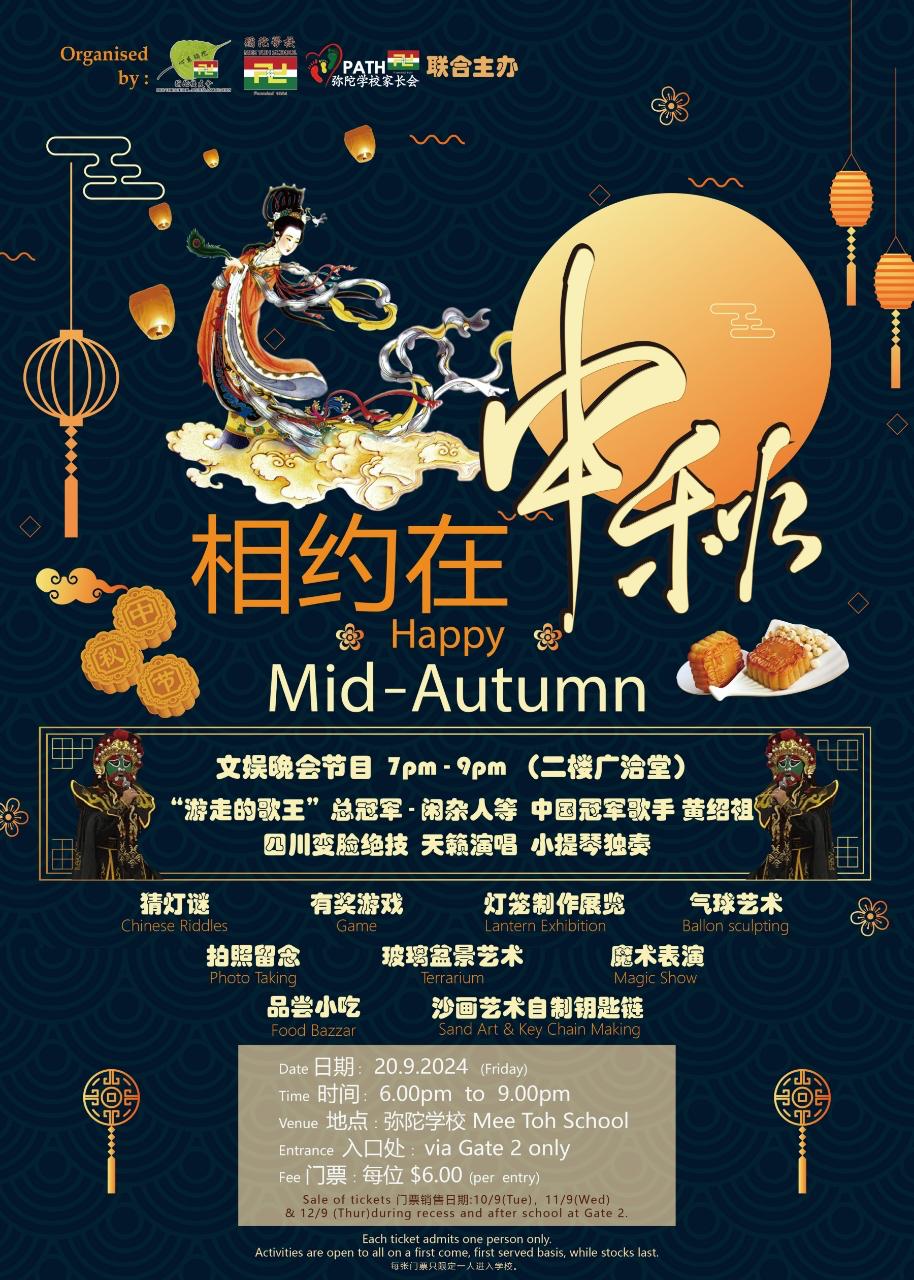 Organised
by :
弥陀学校
MEE TOH SCHOOL
Founded 1954
PATH
弥陀学校家长会
联合主办
中秋
相约在
Happy
Mid-Autumn
中
秋
节
文娱晚会节目 7pm - 9pm （二楼广洽堂）
“游走的歌王” 总冠军 - 闲杂人等 中国冠军歌手 黄绍祖
四川变脸绝技 天籁演唱 小提琴独奏
猜灯谜 有奖游戏 灯笼制作展览 气球艺术
Chinese Riddles Game Lantern Exhibition Ballon sculpting
拍照留念 玻璃盆景艺术 魔术表演
Photo Taking Terrarium Magic Show
品尝小吃 沙画艺术自制钥匙链
Food Bazzar Sand Art & Key Chain Making
Date 日期 : 20.9.2024 (Friday)
Time 时间 : 6.00pm to 9.00pm
Venue 地点 : 弥陀学校 Mee Toh School
Entrance 入口处 : via Gate 2 only
Fee 门票 : 每位 $6.00 (per entry)
Sale of tickets 门票销售日期:10/9(Tue), 11/9(Wed)
& 12/9 (Thur)during recess and after school at Gate 2.
Each ticket admits one person only.
Activities are open to all on a first come, first served basis, while stocks last.
每张门票只限定一人进入学校。